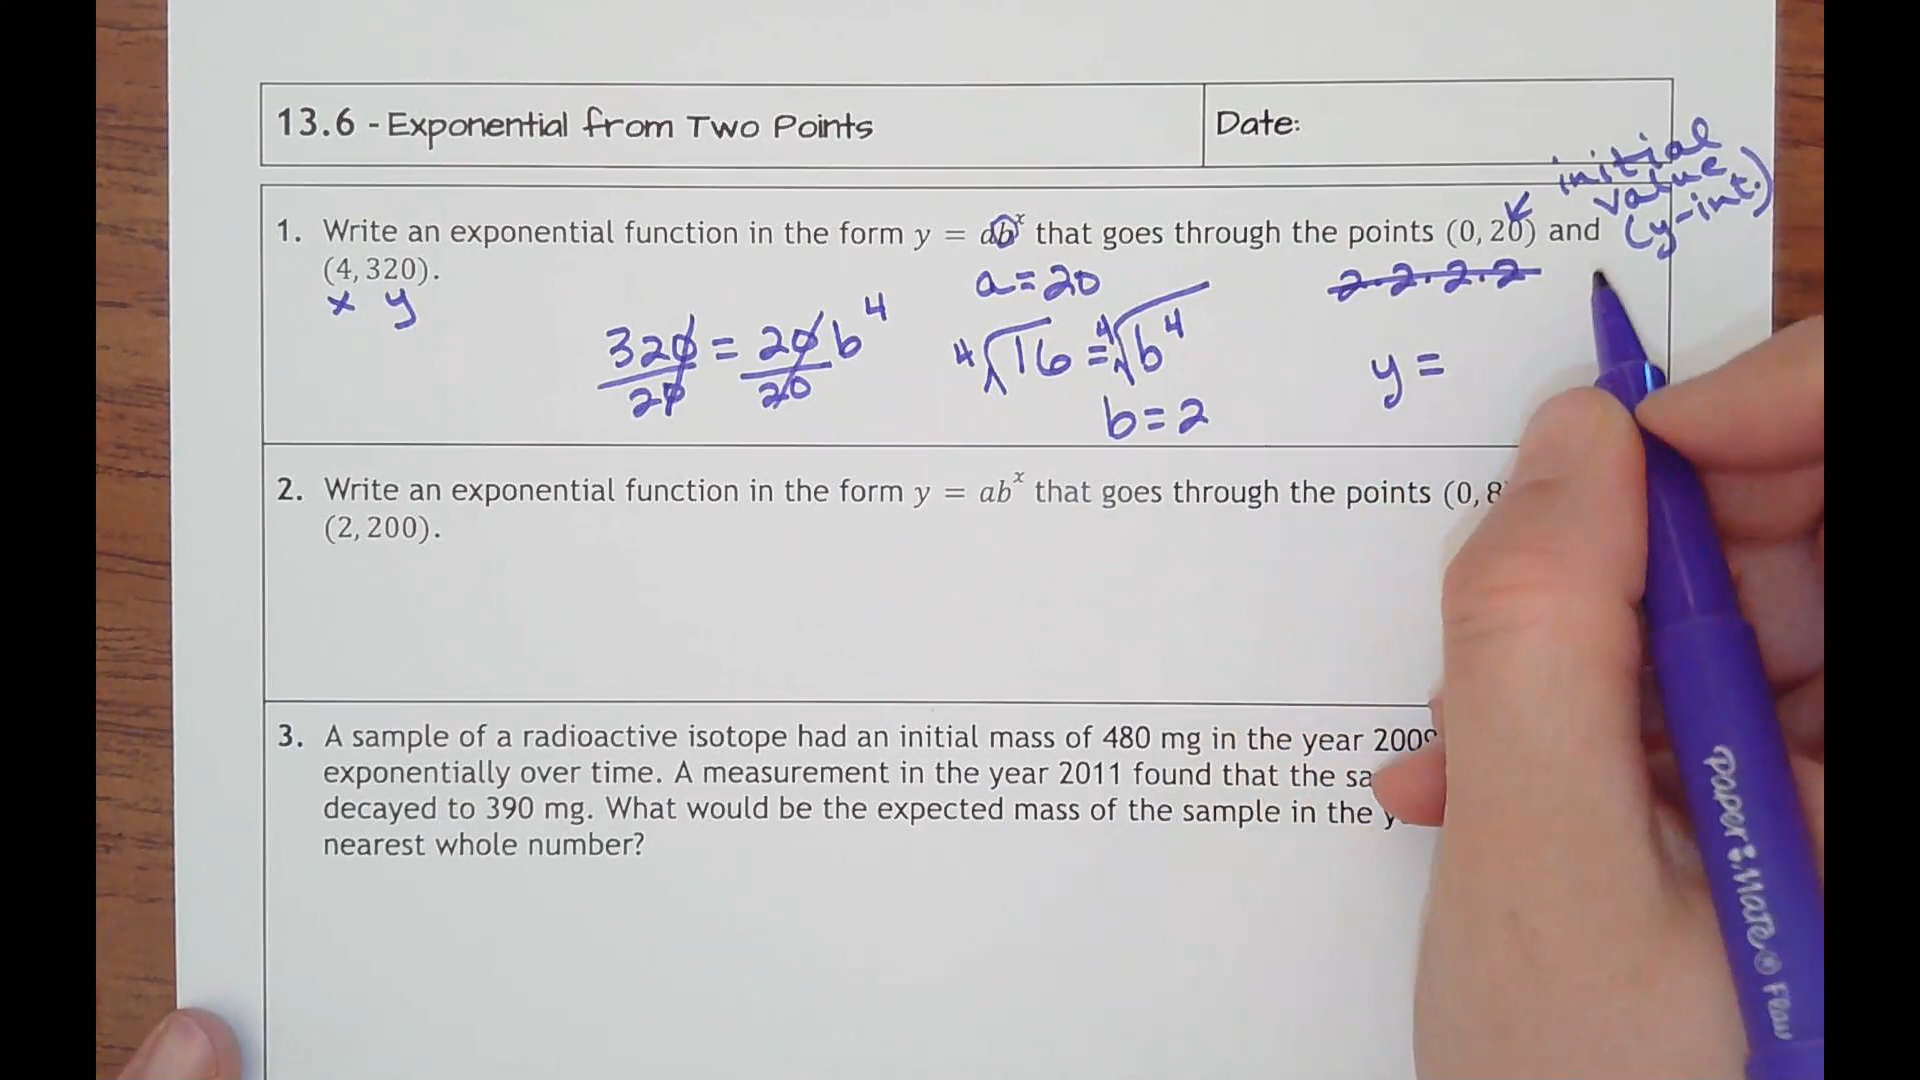 13.6 - Exponential from Two Points
Date:
initial
value
(y-int.)
1. Write an exponential function in the form y = ab^x that goes through the points (0, 20) and
(4, 320).
x y
a = 20
2·2·2·2
320 = 20b^4
20 20
4√16 = 4√b^4
b = 2
y =
2. Write an exponential function in the form y = ab^x that goes through the points (0, 8
(2, 200).
3. A sample of a radioactive isotope had an initial mass of 480 mg in the year
exponentially over time. A measurement in the year 2011 found that the
decayed to 390 mg. What would be the expected mass of the sample in the
nearest whole number?
paper:mate